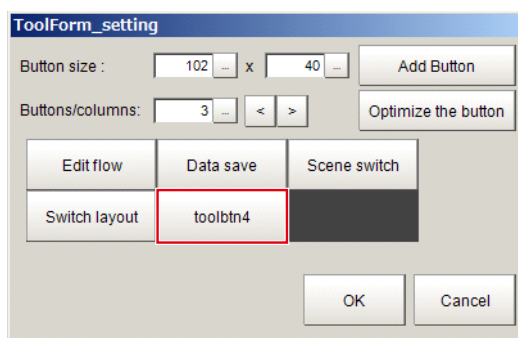 ToolForm_setting
Button size : 102 ... x 40 ... Add Button
Buttons/columns: 3 ... < > Optimize the button
Edit flow Data save Scene switch
Switch layout toolbtn4
OK Cancel